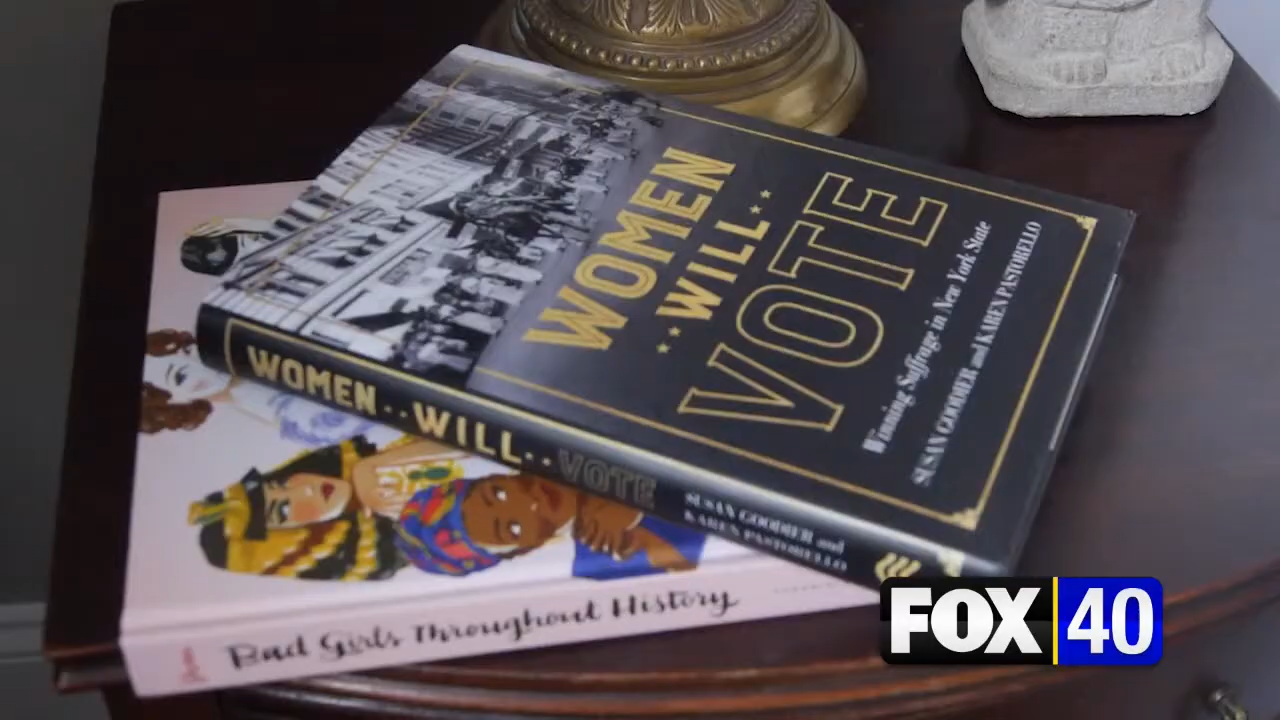 WOMEN
WILL
VOTE
Winning Suffrage in New York State
SUSAN GOODIER and KAREN PASTORELLO
WOMEN WILL VOTE
SUSAN GOODIER and
KAREN PASTORELLO
Bad Girls Throughout History
FOX 40